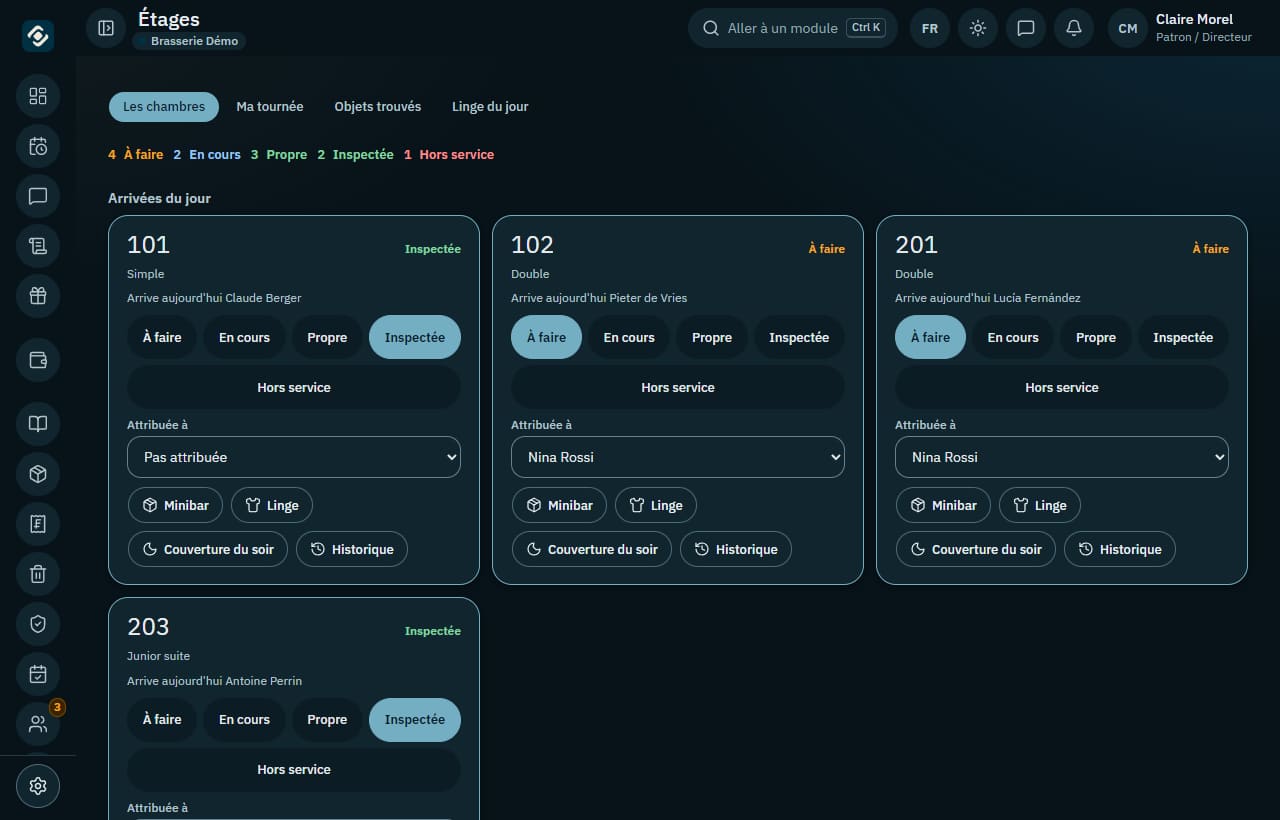 Étages
Brasserie Démo
Aller à un module Ctrl K
FR
CM
Claire Morel
Patron / Directeur
Les chambres Ma tournée Objets trouvés Linge du jour
4 À faire 2 En cours 3 Propre 2 Inspectée 1 Hors service
Arrivées du jour
101 Inspectée
Simple
Arrive aujourd'hui Claude Berger
À faire En cours Propre Inspectée
Hors service
Attribuée à
Pas attribuée
Minibar Linge
Couverture du soir Historique
102 À faire
Double
Arrive aujourd'hui Pieter de Vries
À faire En cours Propre Inspectée
Hors service
Attribuée à
Nina Rossi
Minibar Linge
Couverture du soir Historique
201 À faire
Double
Arrive aujourd'hui Lucía Fernández
À faire En cours Propre Inspectée
Hors service
Attribuée à
Nina Rossi
Minibar Linge
Couverture du soir Historique
203 Inspectée
Junior suite
Arrive aujourd'hui Antoine Perrin
À faire En cours Propre Inspectée
Hors service
Attribuée à
3